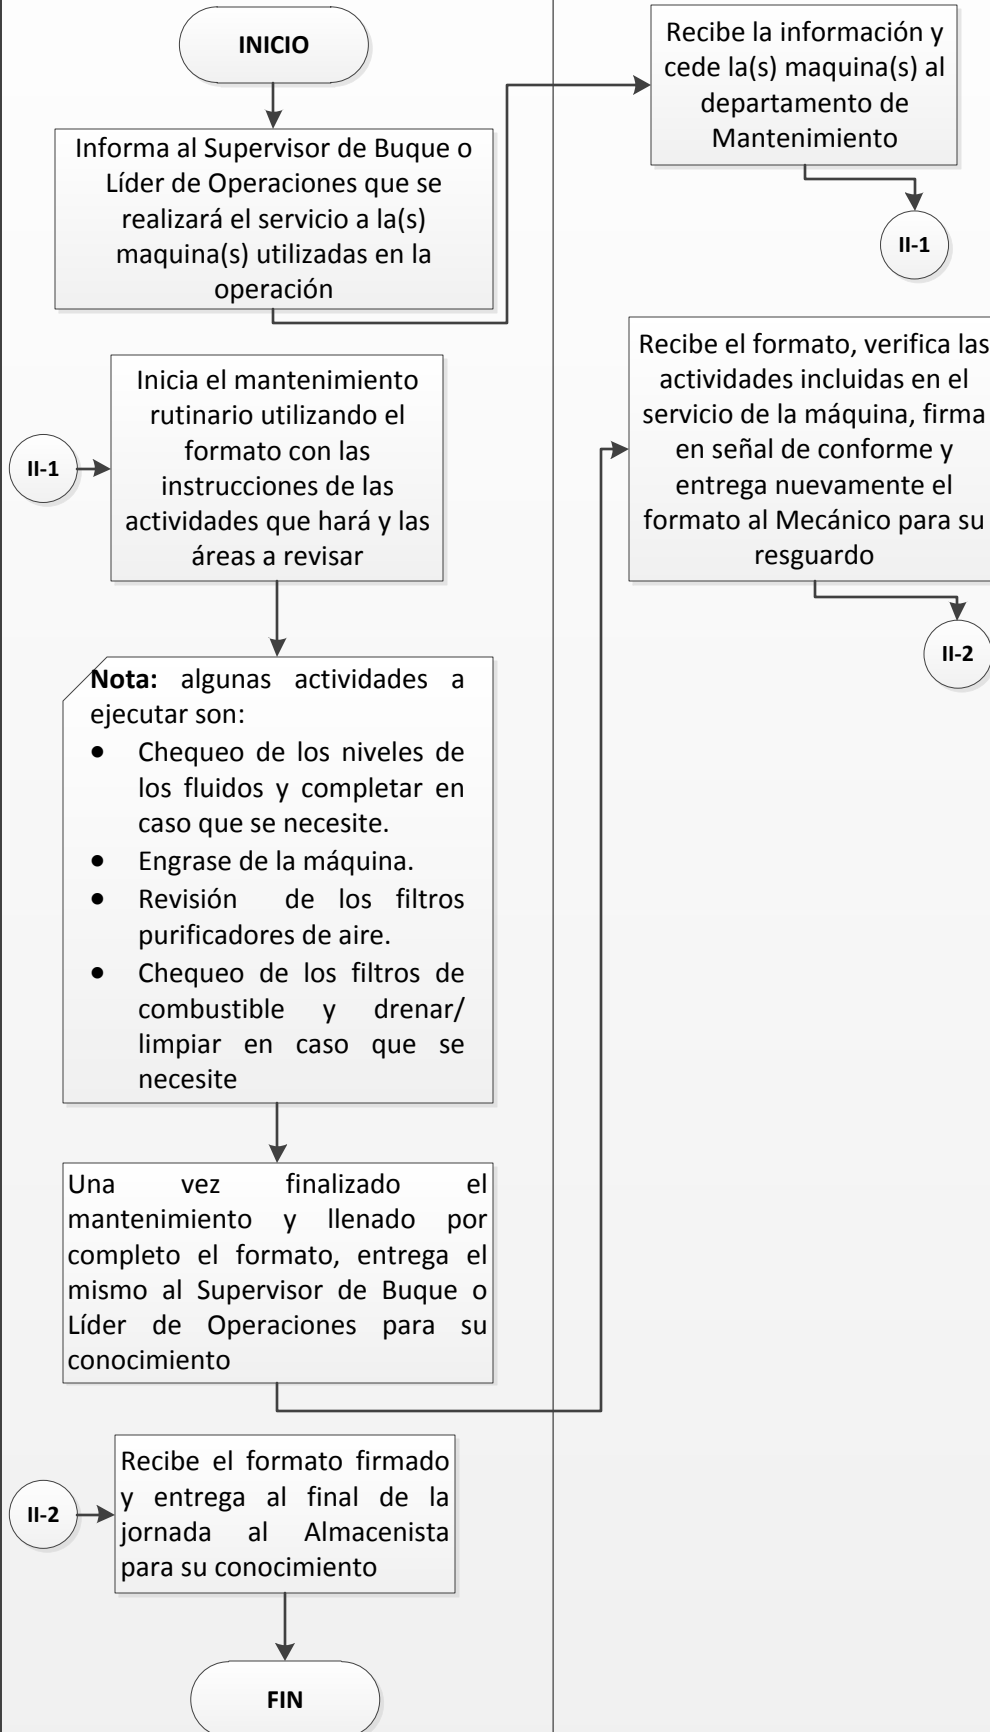 INICIO
Informa al Supervisor de Buque o
Líder de Operaciones que se
realizará el servicio a la(s)
maquina(s) utilizadas en la
operación
Recibe la información y
cede la(s) maquina(s) al
departamento de
Mantenimiento
II-1
II-1
Inicia el mantenimiento
rutinario utilizando el
formato con las
instrucciones de las
actividades que hará y las
áreas a revisar
Nota: algunas actividades a
ejecutar son:
• Chequeo de los niveles de
los fluidos y completar en
caso que se necesite.
• Engrase de la máquina.
• Revisión de los filtros
purificadores de aire.
• Chequeo de los filtros de
combustible y drenar/
limpiar en caso que se
necesite
Una vez finalizado el
mantenimiento y llenado por
completo el formato, entrega el
mismo al Supervisor de Buque o
Líder de Operaciones para su
conocimiento
Recibe el formato, verifica las
actividades incluidas en el
servicio de la máquina, firma
en señal de conforme y
entrega nuevamente el
formato al Mecánico para su
resguardo
II-2
II-2
Recibe el formato firmado
y entrega al final de la
jornada al Almacenista
para su conocimiento
FIN